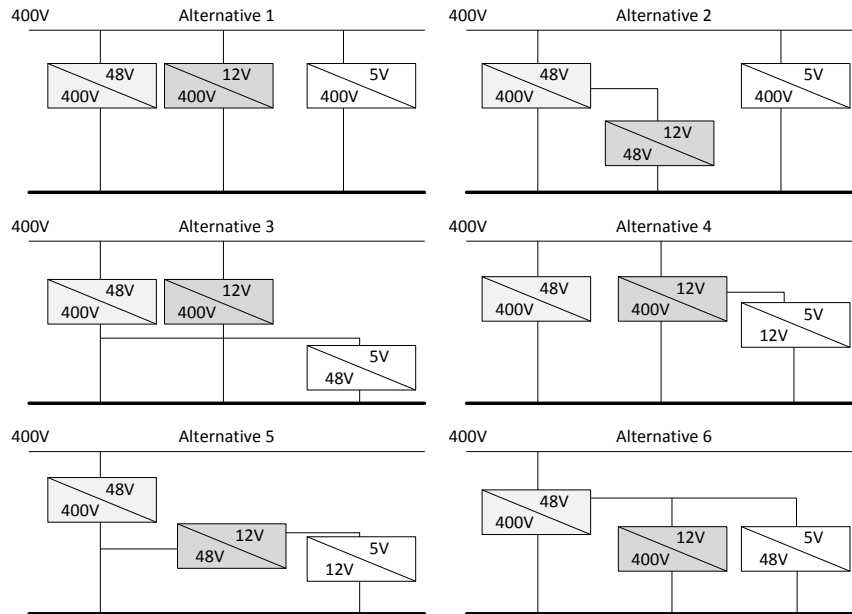 400V Alternative 1
48V 12V 5V
400V 400V 400V
400V Alternative 2
48V 5V
400V 400V
12V
48V
400V Alternative 3
48V 12V
400V 400V
5V
48V
400V Alternative 4
48V 12V
400V 400V
5V
12V
400V Alternative 5
48V
400V
12V 5V
48V 12V
400V Alternative 6
48V
400V
12V 5V
400V 48V